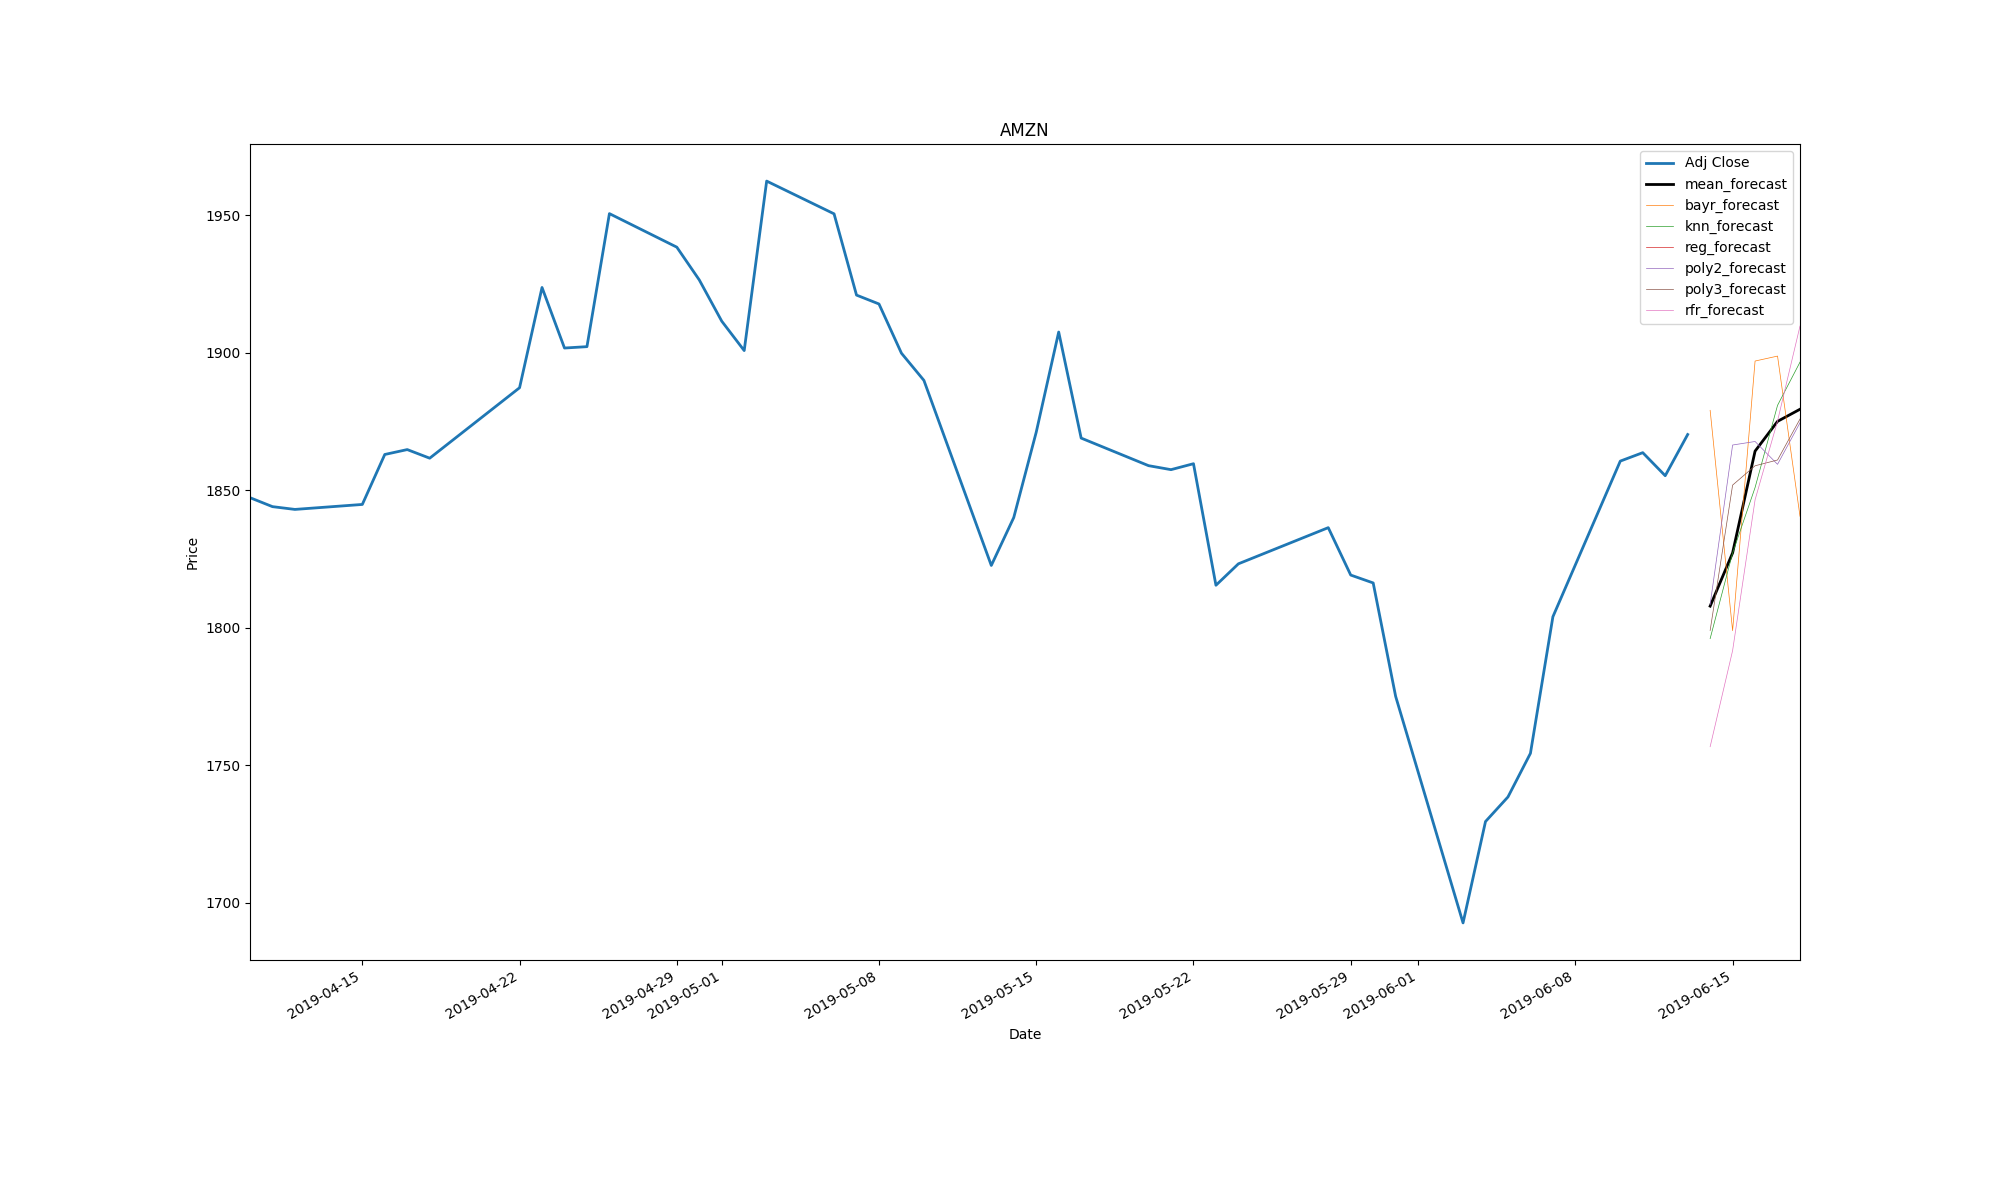 AMZN
Adj Close
mean_forecast
bayr_forecast
knn_forecast
reg_forecast
poly2_forecast
poly3_forecast
rfr_forecast
1950
1900
1850
1800
1750
1700
Price
2019-04-15
2019-04-22
2019-04-29
2019-05-01
2019-05-08
2019-05-15
2019-05-22
2019-05-29
2019-06-01
2019-06-08
2019-06-15
Date